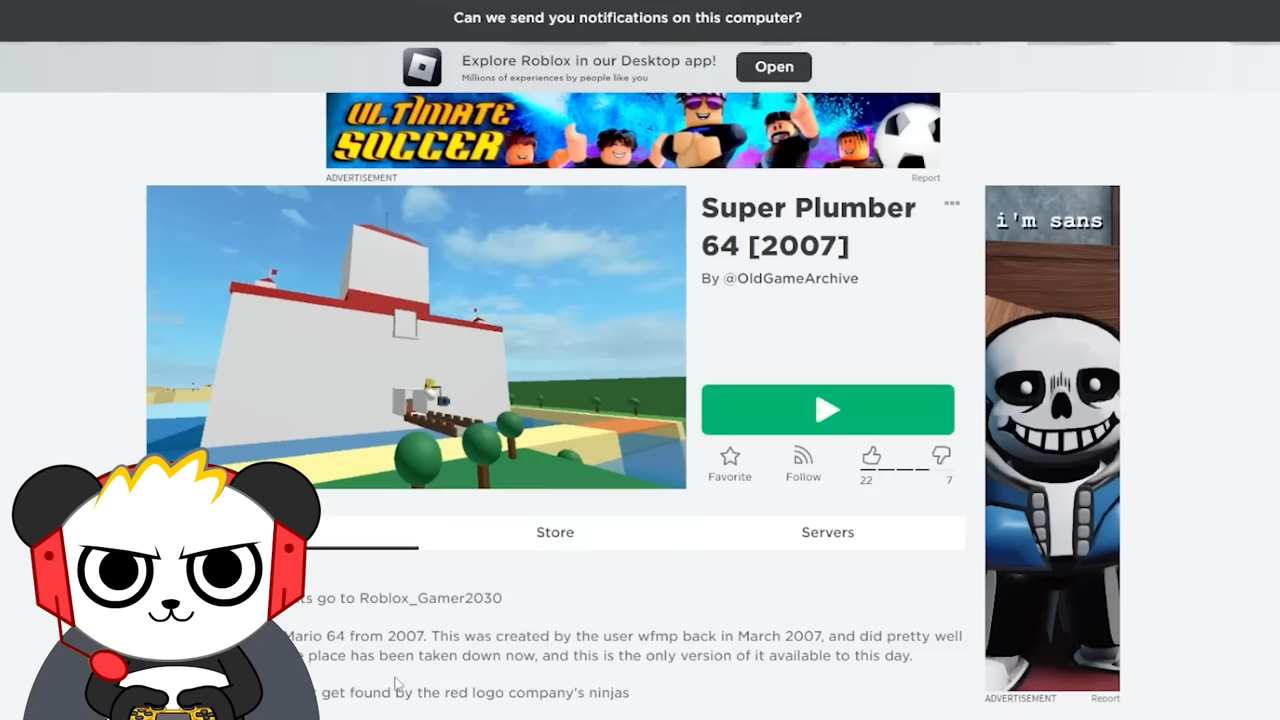 Can we send you notifications on this computer?
Explore Roblox in our Desktop app!
Millions of experiences by people like you
Open
ULTIMATE
SOCCER
ADVERTISEMENT
Report
Super Plumber
64 [2007]
By @OldGameArchive
i'm sans
Favorite
Follow
22
7
Store
Servers
go to Roblox_Gamer2030
Mario 64 from 2007. This was created by the user wfmp back in March 2007, and did pretty well
place has been taken down now, and this is the only version of it available to this day.
get found by the red logo company's ninjas
ADVERTISEMENT
Report